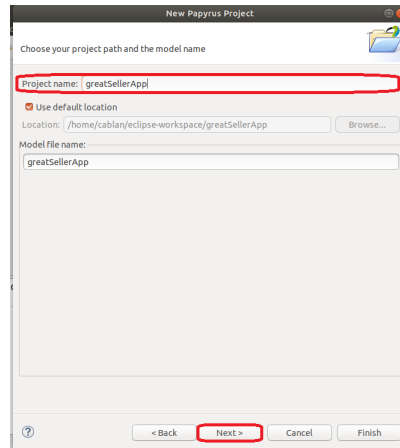 New Papyrus Project
Choose your project path and the model name
Project name: greatSellerApp
Use default location
Location: /home/cablan/eclipse-workspace/greatSellerApp Browse...
Model file name:
greatSellerApp
? < Back Next > Cancel Finish